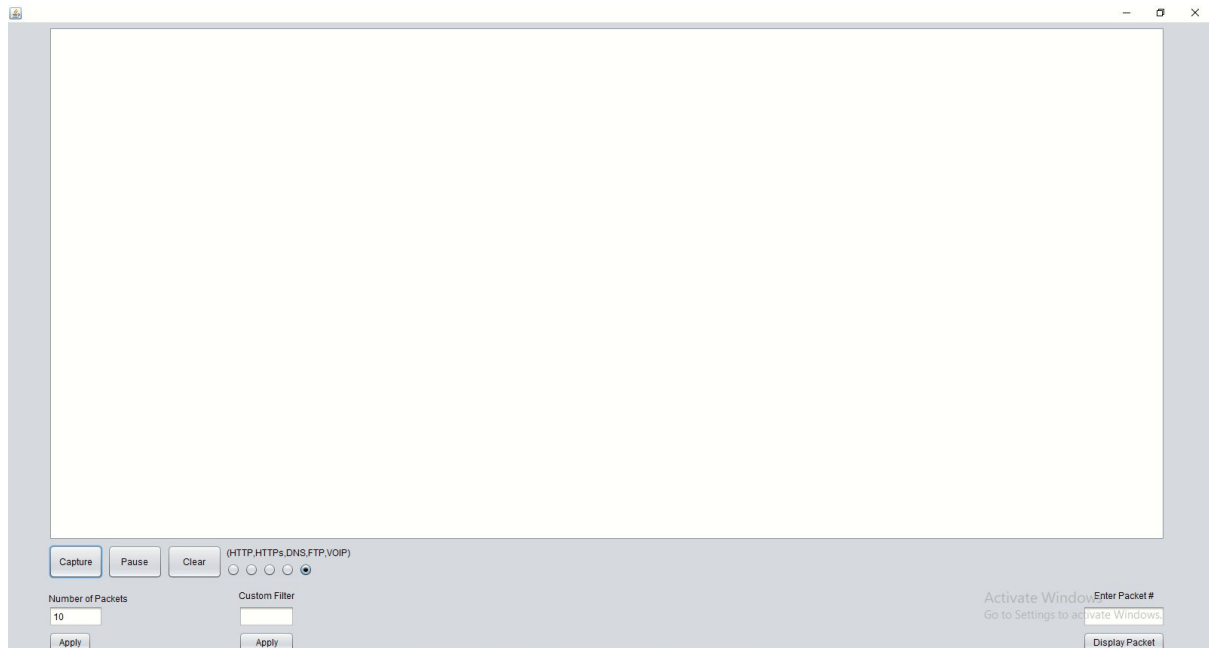 Capture
Pause
Clear
(HTTP,HTTPs,DNS,FTP,VOIP)
Number of Packets
Custom Filter
Activate Windows
Enter Packet #
10
Go to Settings to activate Windows.
Apply
Apply
Display Packet